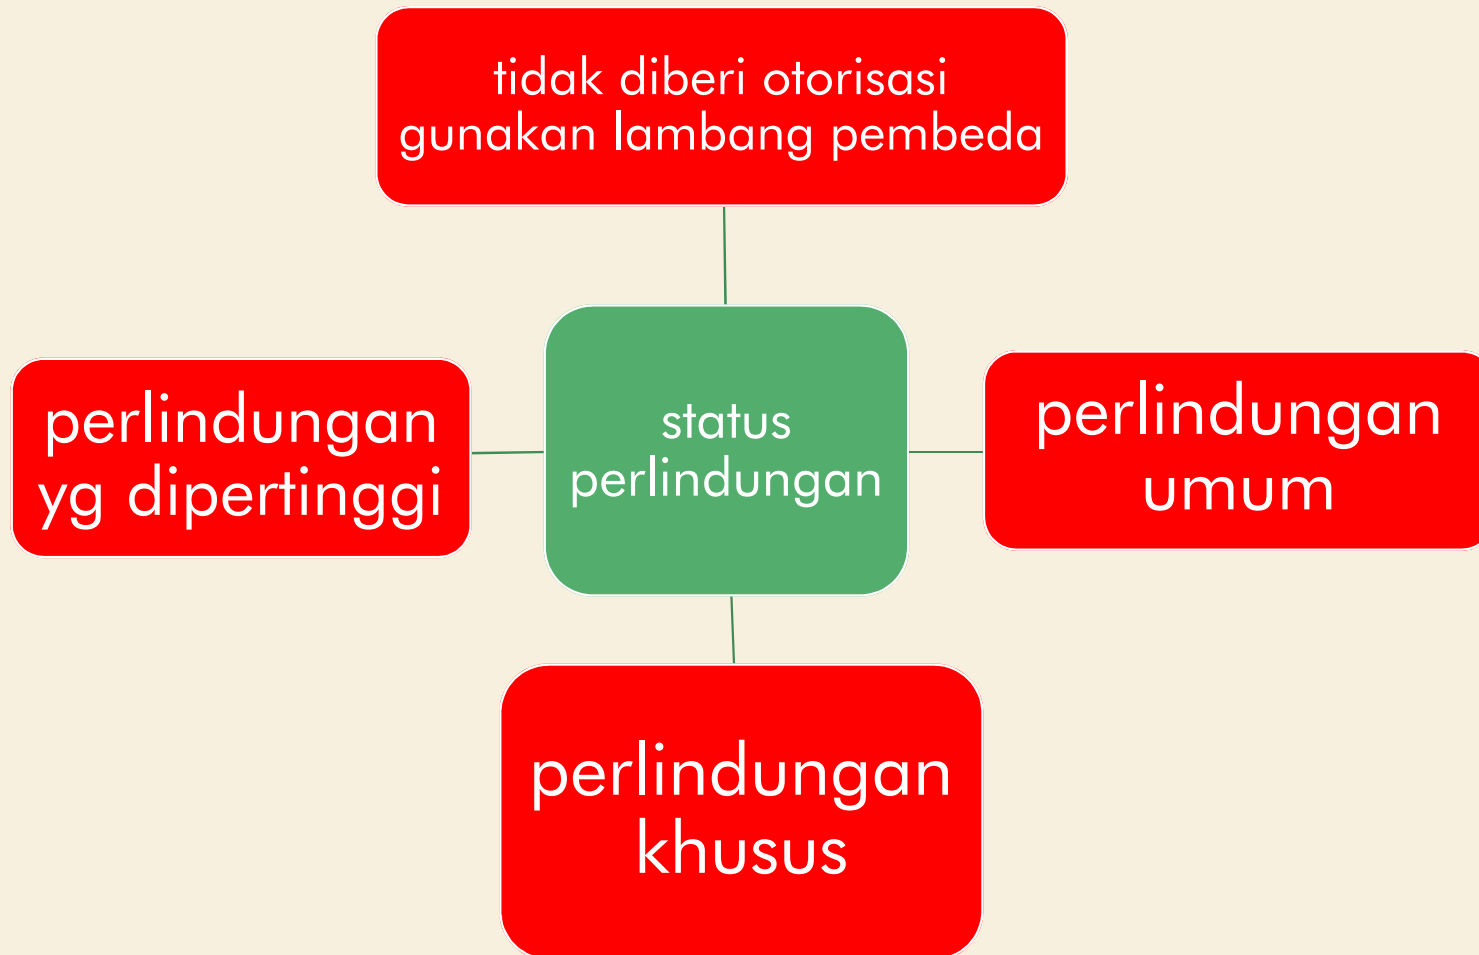 tidak diberi otorisasi
gunakan lambang pembeda
perlindungan
yg dipertinggi
status
perlindungan
perlindungan
umum
perlindungan
khusus